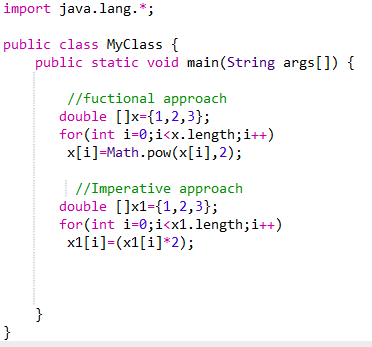 import java.lang.*;
public class MyClass {
public static void main(String args[]) {
//fuctional approach
double []x={1,2,3};
for(int i=0;i<x.length;i++)
x[i]=Math.pow(x[i],2);
//Imperative approach
double []x1={1,2,3};
for(int i=0;i<x1.length;i++)
x1[i]=(x1[i]*2);
}
}